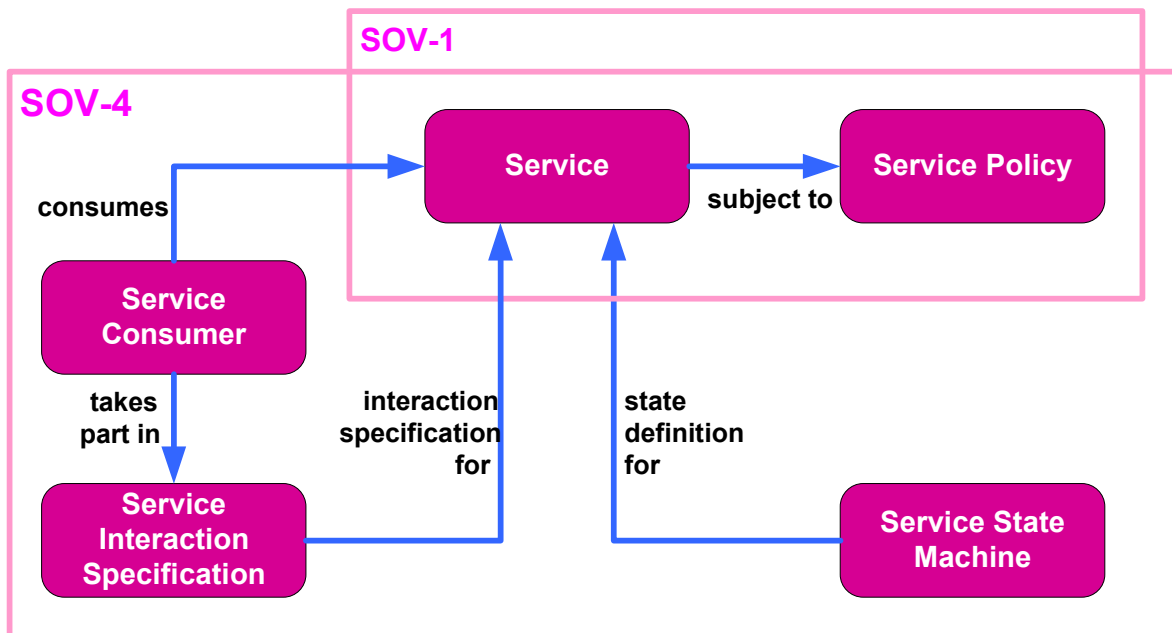 SOV-1
SOV-4
Service
Service Policy
subject to
consumes
Service
Consumer
takes
part in
interaction
specification
for
state
definition
for
Service
Interaction
Specification
Service State
Machine